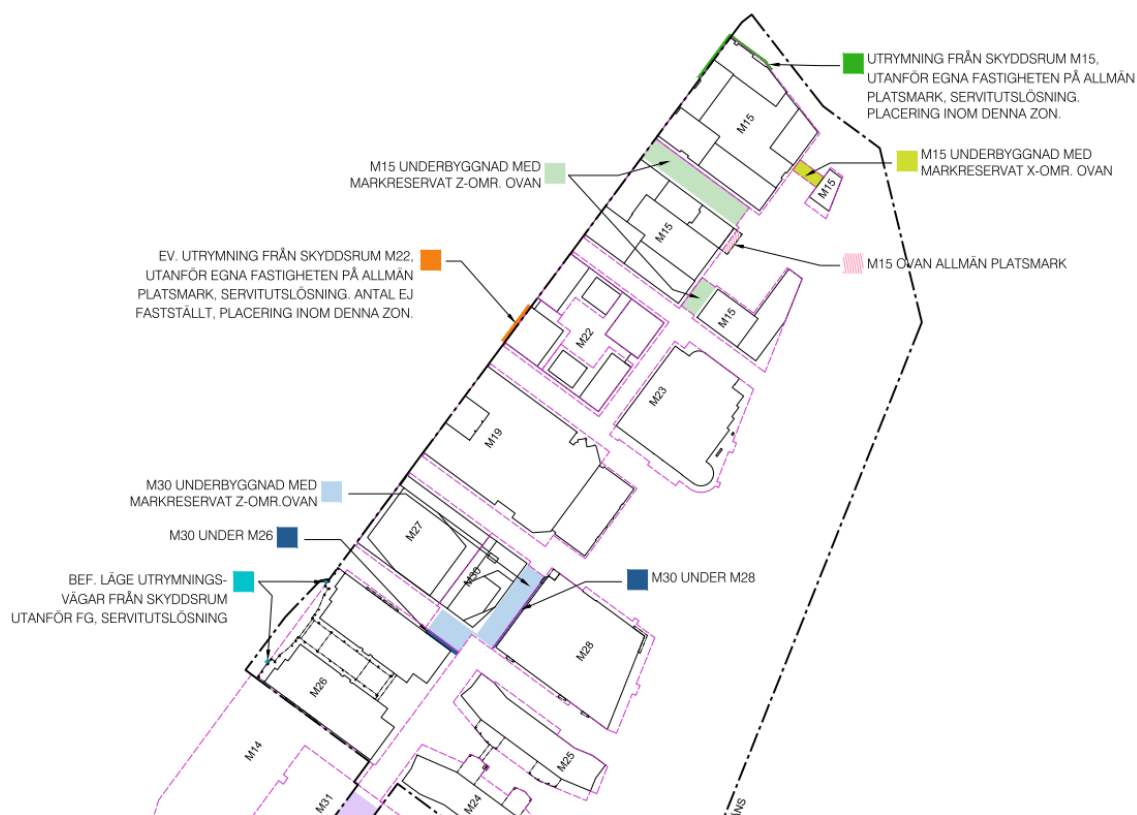 UTRYMNING FRÅN SKYDDSRUM M15,
UTANFÖR EGNA FASTIGHETEN PÅ ALLMÄN
PLATSMARK, SERVITUTSLÖSNING.
PLACERING INOM DENNA ZON.
M15 UNDERBYGGNAD MED
MARKRESERVAT X-OMR. OVAN
M15 UNDERBYGGNAD MED
MARKRESERVAT Z-OMR. OVAN
M15 OVAN ALLMÄN PLATSMARK
EV. UTRYMNING FRÅN SKYDDSRUM M22,
UTANFÖR EGNA FASTIGHETEN PÅ ALLMÄN
PLATSMARK, SERVITUTSLÖSNING. ANTAL EJ
FASTSTÄLLT, PLACERING INOM DENNA ZON.
M15
M15
M15
M15
M22
M23
M19
M30 UNDERBYGGNAD MED
MARKRESERVAT Z-OMR.OVAN
M30 UNDER M26
M27
M30
M30 UNDER M28
BEF. LÄGE UTRYMNINGS-
VÄGAR FRÅN SKYDDSRUM
UTANFÖR FG, SERVITUTSLÖSNING
M28
M26
M14
M25
M24
M31